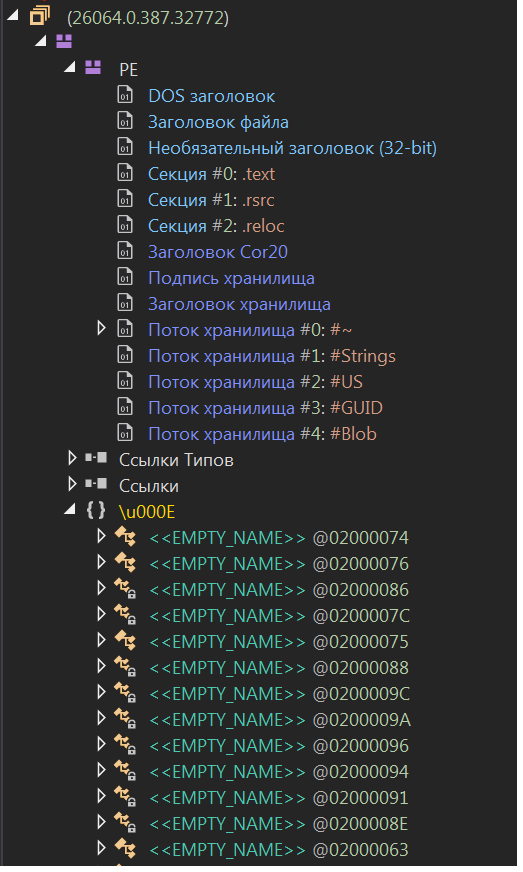 (26064.0.387.32772)
PE
DOS заголовок
Заголовок файла
Необязательный заголовок (32-bit)
Секция #0: .text
Секция #1: .rsrc
Секция #2: .reloc
Заголовок Cor20
Подпись хранилища
Заголовок хранилища
Поток хранилища #0: #~
Поток хранилища #1: #Strings
Поток хранилища #2: #US
Поток хранилища #3: #GUID
Поток хранилища #4: #Blob
Ссылки Типов
Ссылки
{ } \u000E
<<EMPTY_NAME>> @02000074
<<EMPTY_NAME>> @02000076
<<EMPTY_NAME>> @02000086
<<EMPTY_NAME>> @0200007C
<<EMPTY_NAME>> @02000075
<<EMPTY_NAME>> @02000088
<<EMPTY_NAME>> @0200009C
<<EMPTY_NAME>> @0200009A
<<EMPTY_NAME>> @02000096
<<EMPTY_NAME>> @02000094
<<EMPTY_NAME>> @02000091
<<EMPTY_NAME>> @0200008E
<<EMPTY_NAME>> @02000063